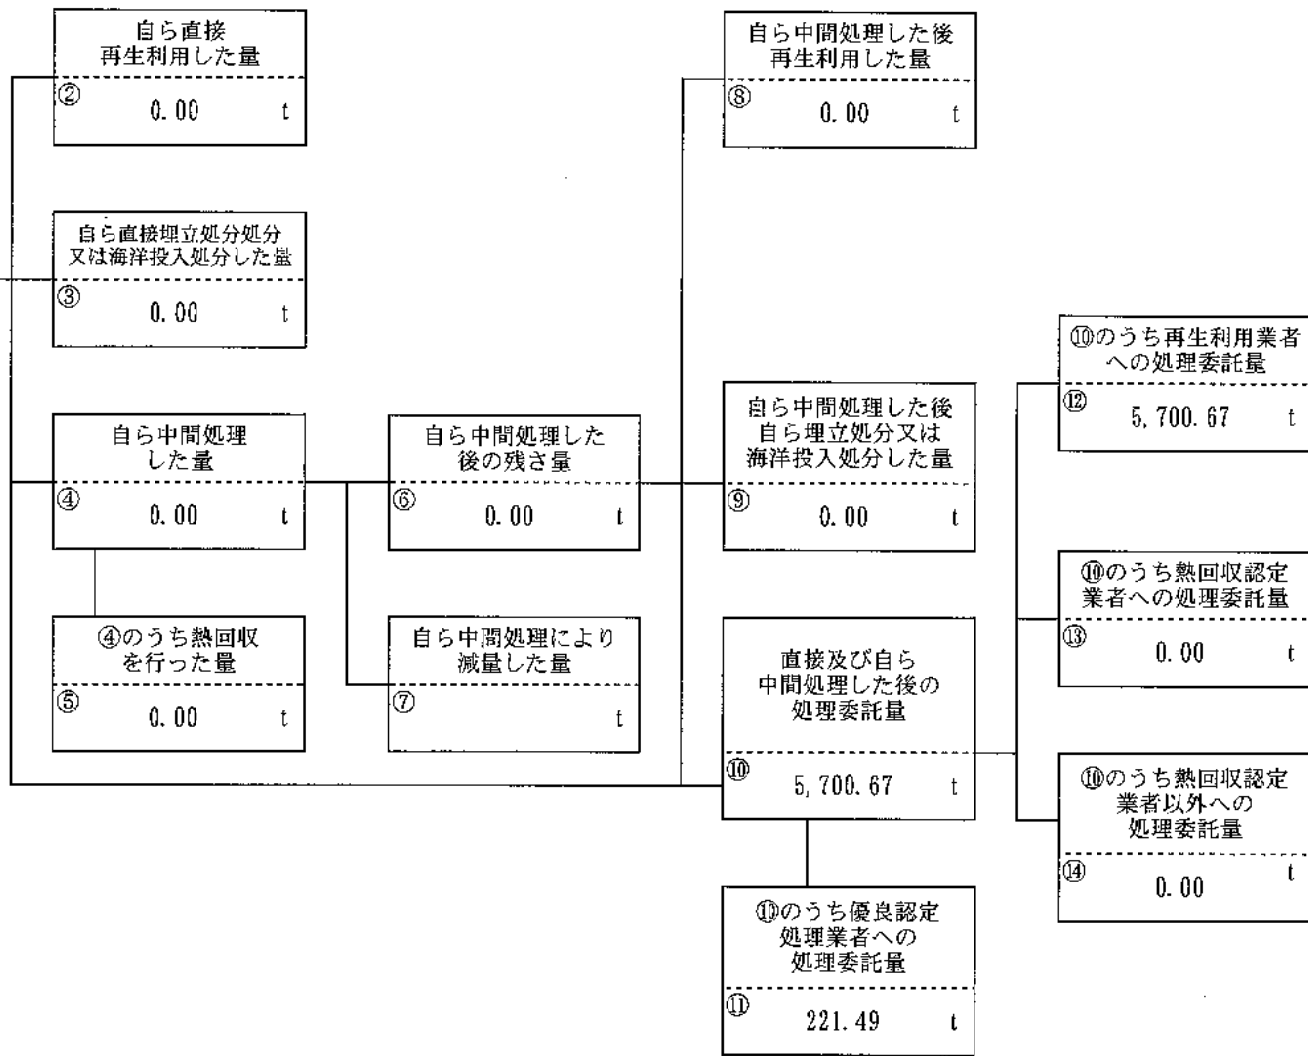 自ら直接
再生利用した量
② 0.00 t
自ら直接埋立処分処分
又は海洋投入処分した量
③ 0.00 t
自ら中間処理
した量
④ 0.00 t
④のうち熱回収
を行った量
⑤ 0.00 t
自ら中間処理した
後の残さ量
⑥ 0.00 t
自ら中間処理により
減量した量
⑦ t
自ら中間処理した後
再生利用した量
⑧ 0.00 t
自ら中間処理した後
自ら埋立処分又は
海洋投入処分した量
⑨ 0.00 t
直接及び自ら
中間処理した後の
処理委託量
⑩ 5,700.67 t
⑩のうち優良認定
処理業者への
処理委託量
⑪ 221.49 t
⑩のうち再生利用業者
への処理委託量
⑫ 5,700.67 t
⑩のうち熱回収認定
業者への処理委託量
⑬ 0.00 t
⑩のうち熱回収認定
業者以外への
処理委託量
⑭ 0.00 t